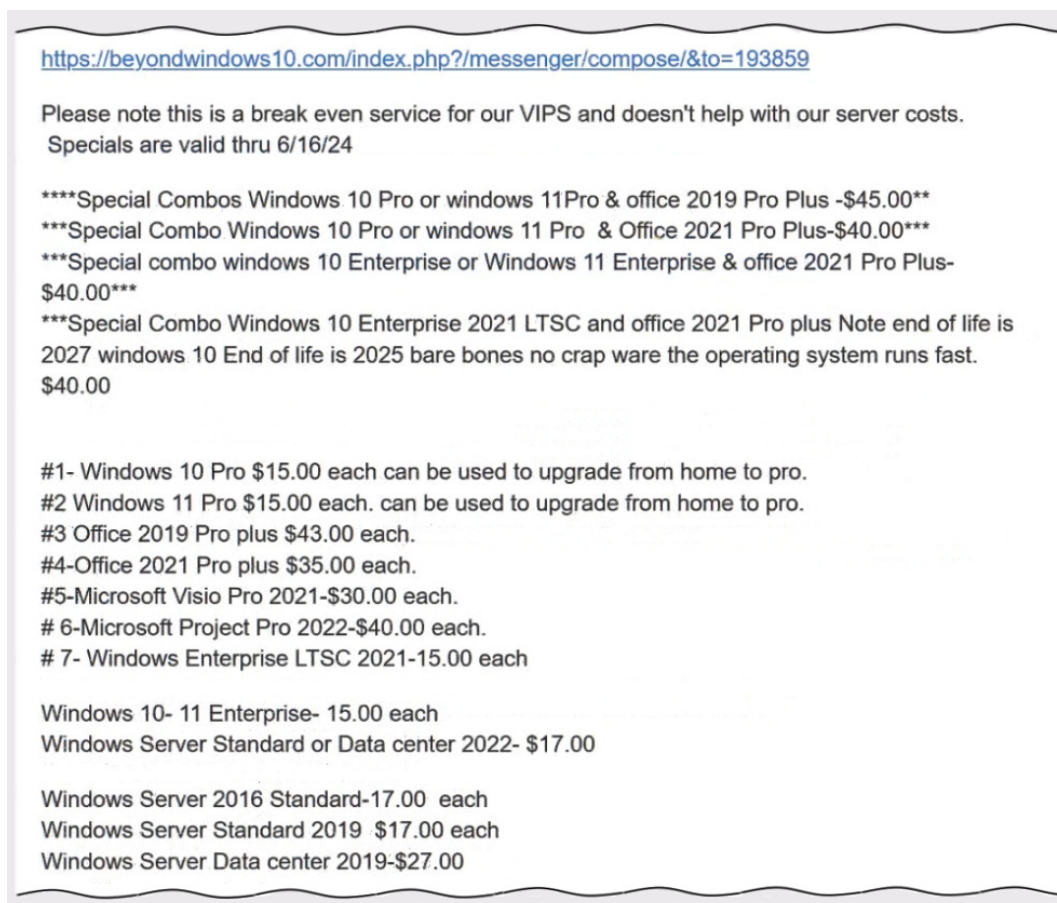 https://beyondwindows10.com/index.php?/messenger/compose/&to=193859
Please note this is a break even service for our VIPS and doesn't help with our server costs.
Specials are valid thru 6/16/24
****Special Combos Windows 10 Pro or windows 11Pro & office 2019 Pro Plus -$45.00**
***Special Combo Windows 10 Pro or windows 11 Pro & Office 2021 Pro Plus-$40.00***
***Special combo windows 10 Enterprise or Windows 11 Enterprise & office 2021 Pro Plus-
$40.00***
***Special Combo Windows 10 Enterprise 2021 LTSC and office 2021 Pro plus Note end of life is
2027 windows 10 End of life is 2025 bare bones no crap ware the operating system runs fast.
$40.00
#1- Windows 10 Pro $15.00 each can be used to upgrade from home to pro.
#2 Windows 11 Pro $15.00 each. can be used to upgrade from home to pro.
#3 Office 2019 Pro plus $43.00 each.
#4-Office 2021 Pro plus $35.00 each.
#5-Microsoft Visio Pro 2021-$30.00 each.
# 6-Microsoft Project Pro 2022-$40.00 each.
# 7- Windows Enterprise LTSC 2021-15.00 each
Windows 10- 11 Enterprise- 15.00 each
Windows Server Standard or Data center 2022- $17.00
Windows Server 2016 Standard-17.00 each
Windows Server Standard 2019 $17.00 each
Windows Server Data center 2019-$27.00